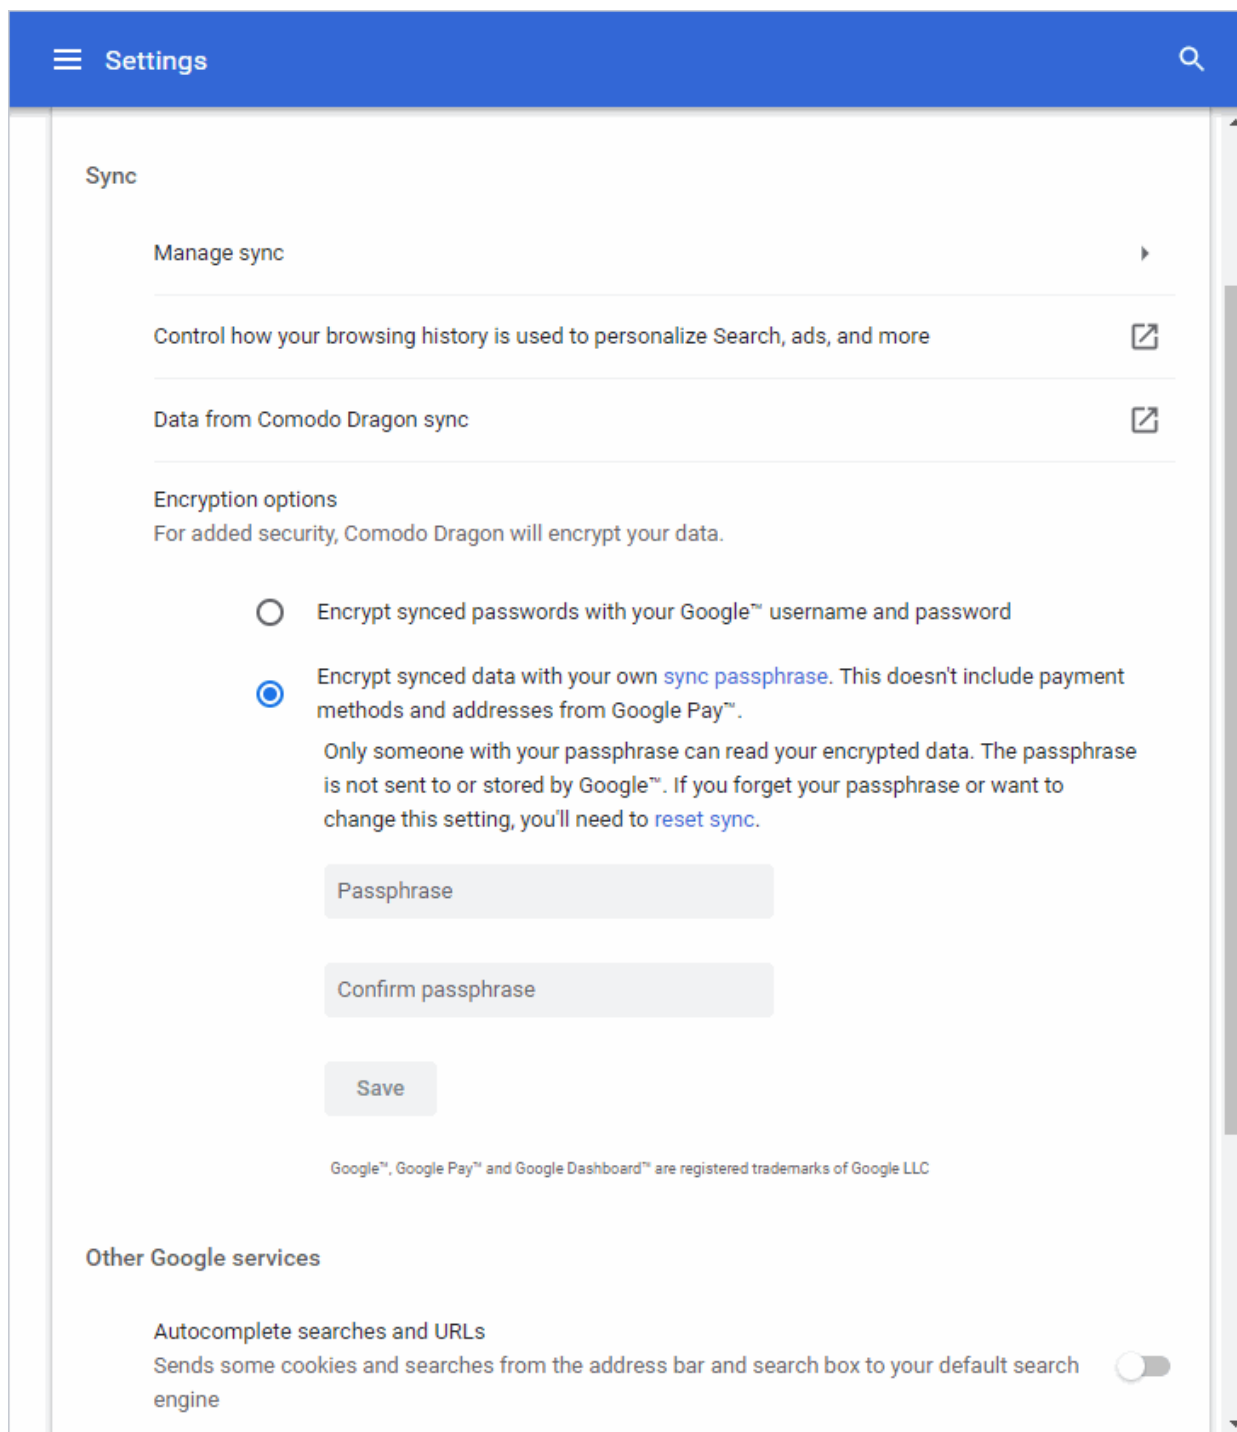 Settings
Sync
Manage sync
Control how your browsing history is used to personalize Search, ads, and more
Data from Comodo Dragon sync
Encryption options
For added security, Comodo Dragon will encrypt your data.
Encrypt synced passwords with your Google™ username and password
Encrypt synced data with your own sync passphrase. This doesn't include payment
methods and addresses from Google Pay™.
Only someone with your passphrase can read your encrypted data. The passphrase
is not sent to or stored by Google™. If you forget your passphrase or want to
change this setting, you'll need to reset sync.
Passphrase
Confirm passphrase
Save
Google™, Google Pay™ and Google Dashboard™ are registered trademarks of Google LLC
Other Google services
Autocomplete searches and URLs
Sends some cookies and searches from the address bar and search box to your default search
engine